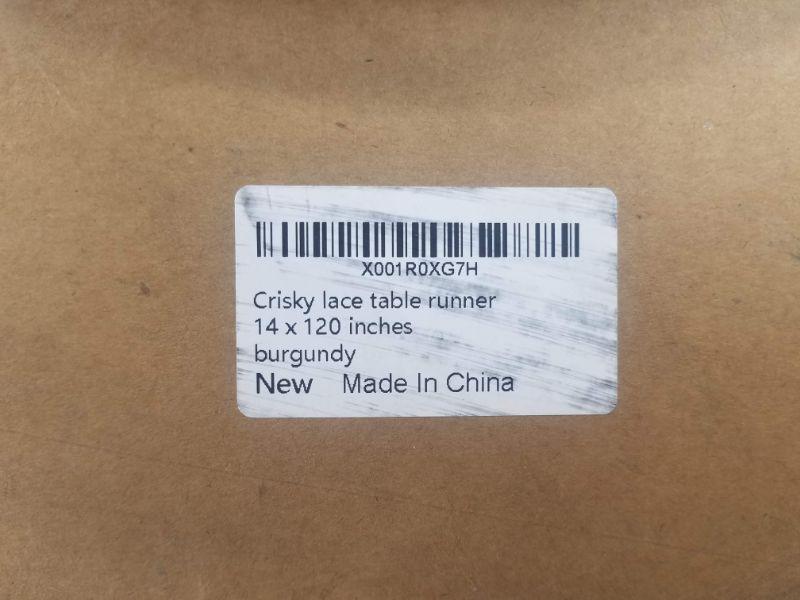 X001R0XG7H
Crisky lace table runner
14 x 120 inches
burgundy
New Made In China